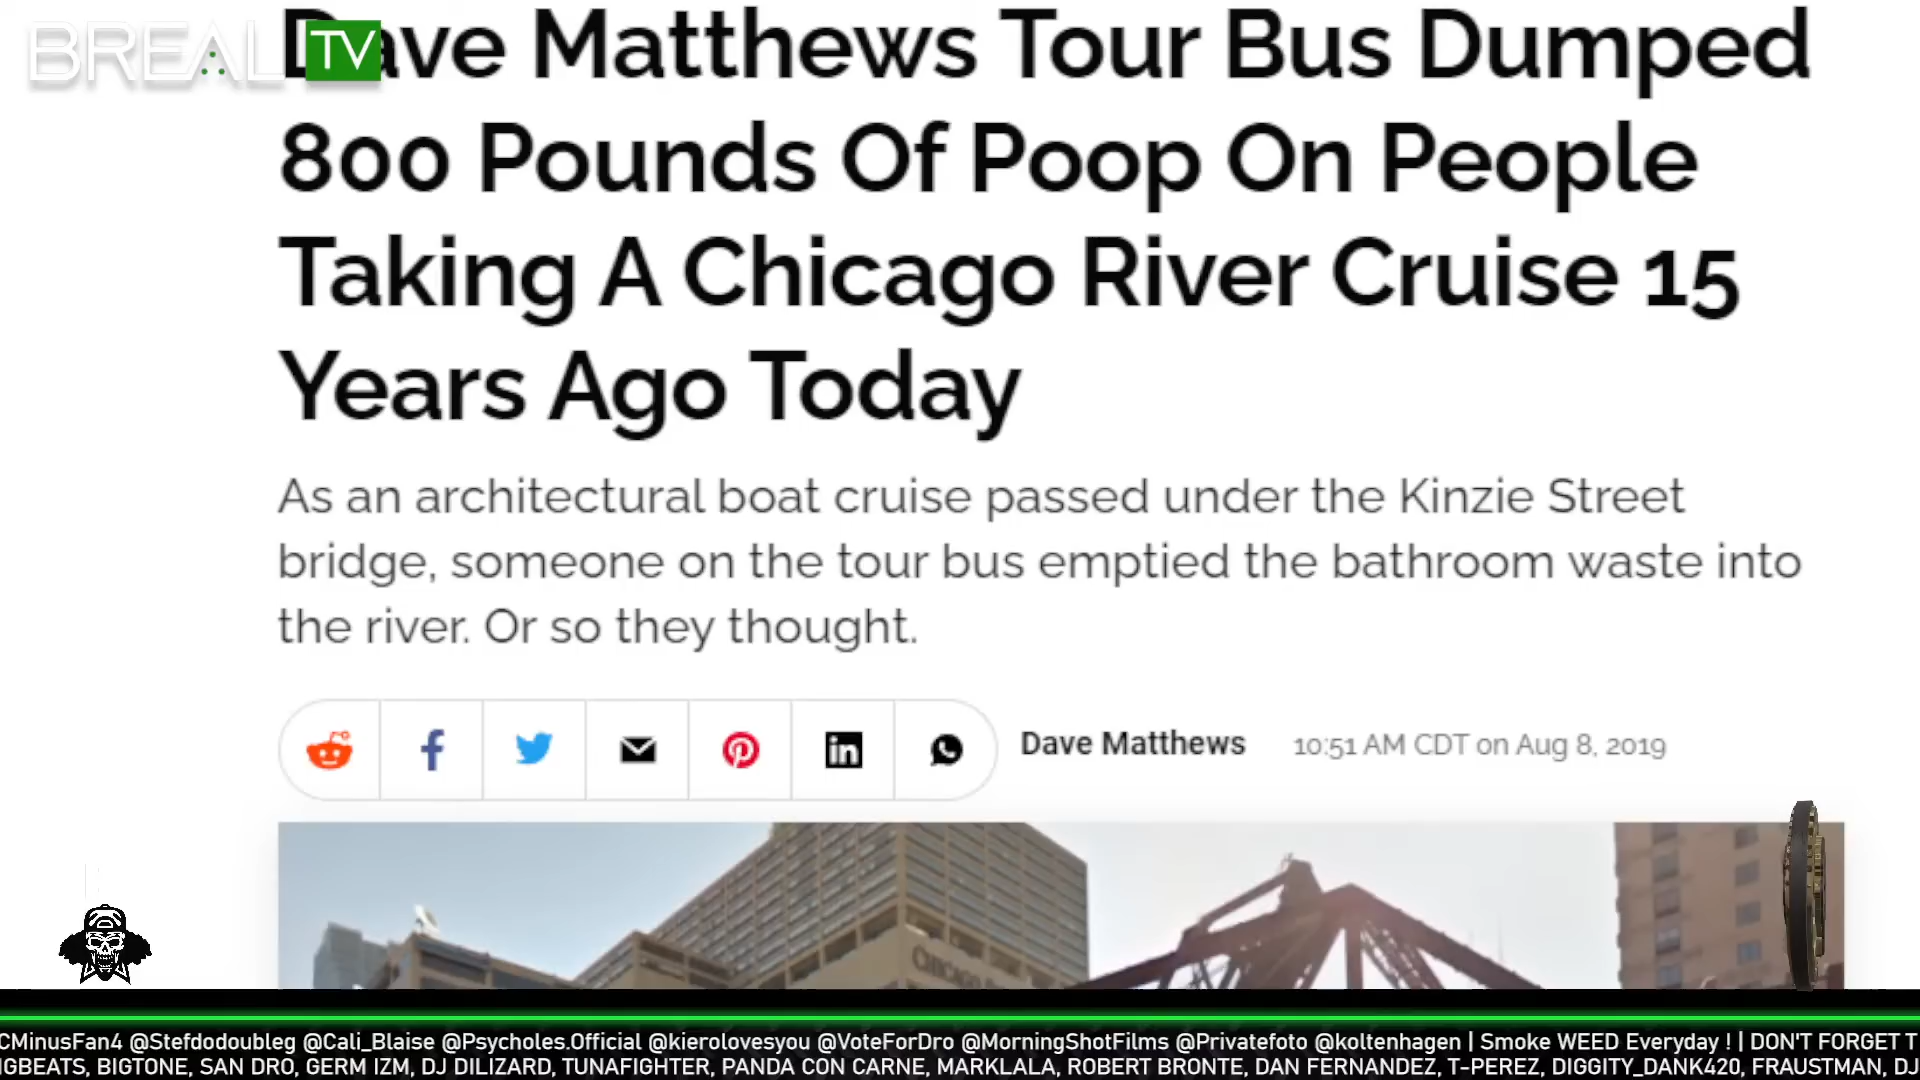 BREAL TV
Dave Matthews Tour Bus Dumped
800 Pounds Of Poop On People
Taking A Chicago River Cruise 15
Years Ago Today
As an architectural boat cruise passed under the Kinzie Street
bridge, someone on the tour bus emptied the bathroom waste into
the river. Or so they thought.
Dave Matthews 10:51 AM CDT on Aug 8, 2019
CMinusFan4 @Stefdodoubleg @Cali_Blaise @Psycholes.Official @kierolovesyou @VoteForDro @MorningShotFilms @Privatefoto @koltenhagen | Smoke WEED Everyday ! | DON'T FORGET T
IGBEATS, BIGTONE, SAN DRO, GERM IZM, DJ DILIZARD, TUNAFIGHTER, PANDA CON CARNE, MARKLALA, ROBERT BRONTE, DAN FERNANDEZ, T-PEREZ, DIGGITY_DANK420, FRAUSTMAN, DJ